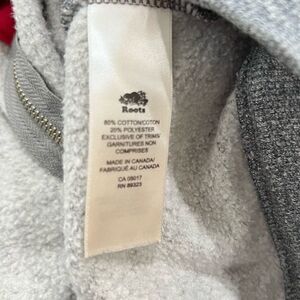 Roots
80% COTTON/COTON
20% POLYESTER
EXCLUSIVE OF TRIMS/
GARNITURES NON
COMPRISES
MADE IN CANADA/
FABRIQUÉ AU CANADA
CA 08017
RN 89323